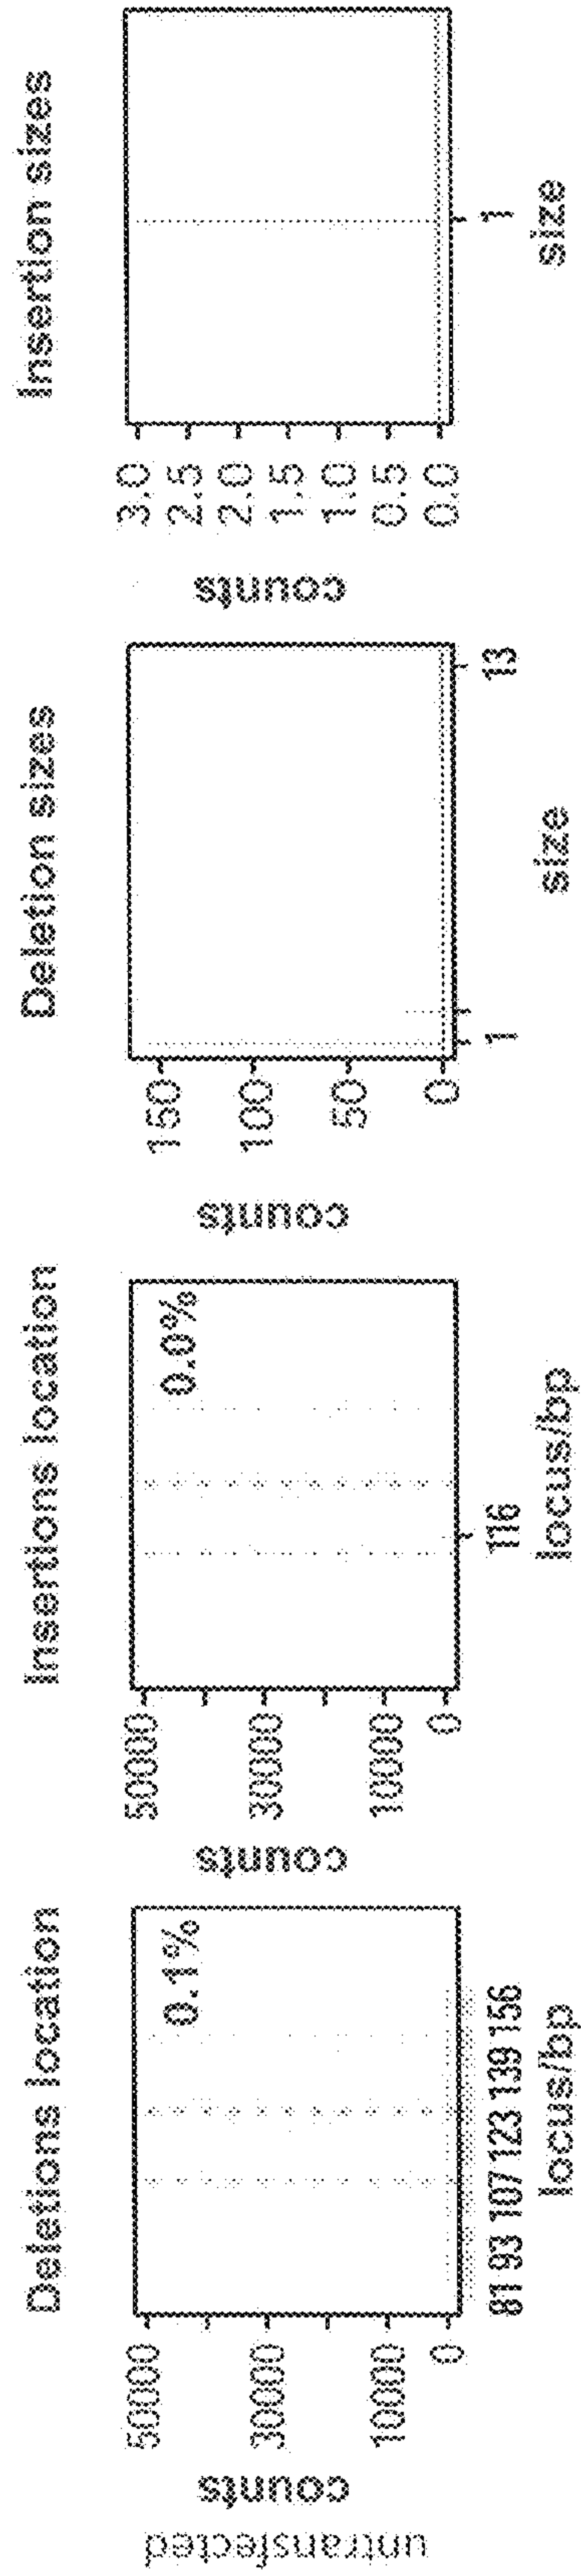 untransfected
Deletions location
counts
50000
30000
10000
0
0.1%
81 93 107 123 139 156
locus/bp
Insertions location
counts
50000
30000
10000
0
0.0%
116
locus/bp
Deletion sizes
counts
150
100
50
0
1
13
size
Insertion sizes
counts
3.0
2.5
2.0
1.5
1.0
0.5
0.0
1
size